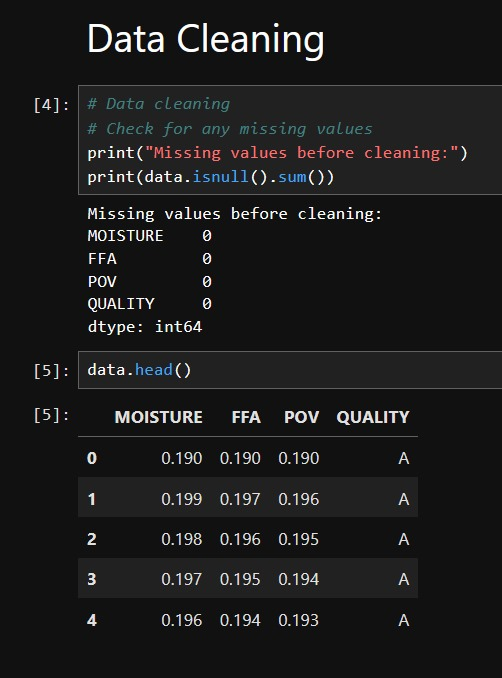 Data Cleaning
[4]: # Data cleaning
# Check for any missing values
print("Missing values before cleaning:")
print(data.isnull().sum())
Missing values before cleaning:
MOISTURE    0
FFA         0
POV         0
QUALITY     0
dtype: int64
[5]: data.head()
[5]: MOISTURE FFA POV QUALITY
0 0.190 0.190 0.190 A
1 0.199 0.197 0.196 A
2 0.198 0.196 0.195 A
3 0.197 0.195 0.194 A
4 0.196 0.194 0.193 A